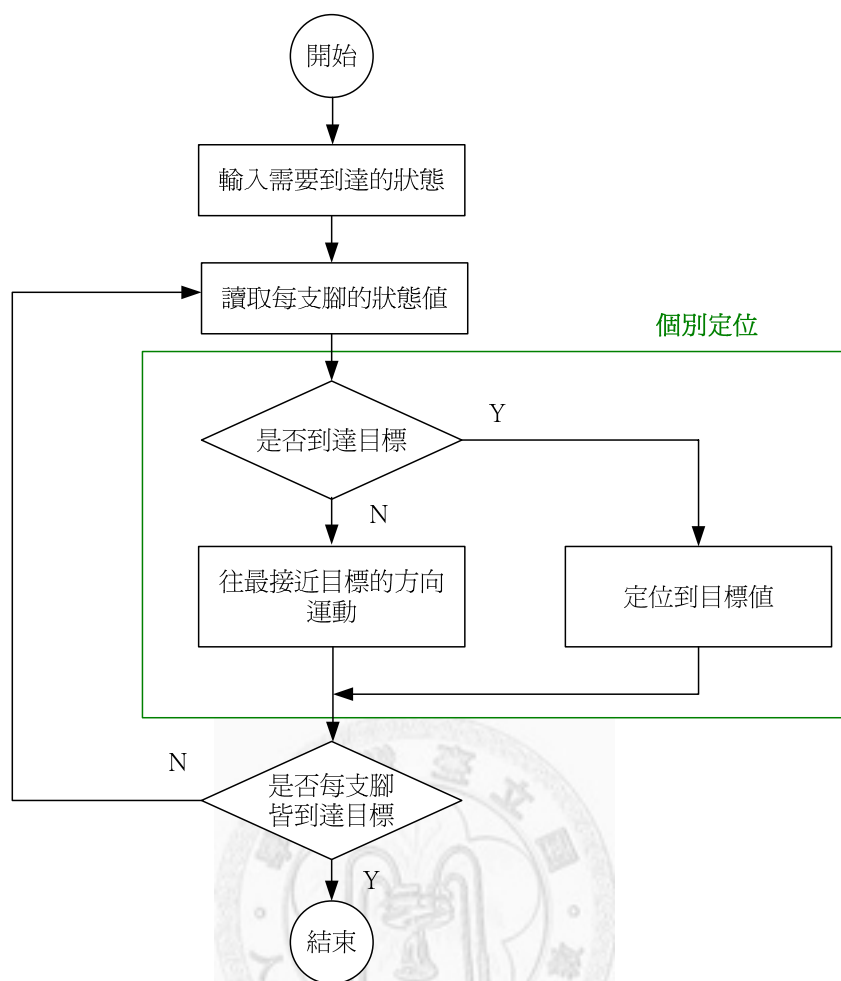 開始
輸入需要到達的狀態
讀取每支腳的狀態值
個別定位
是否到達目標
Y
N
往最接近目標的方向
運動
定位到目標值
N
是否每支腳
皆到達目標
Y
結束